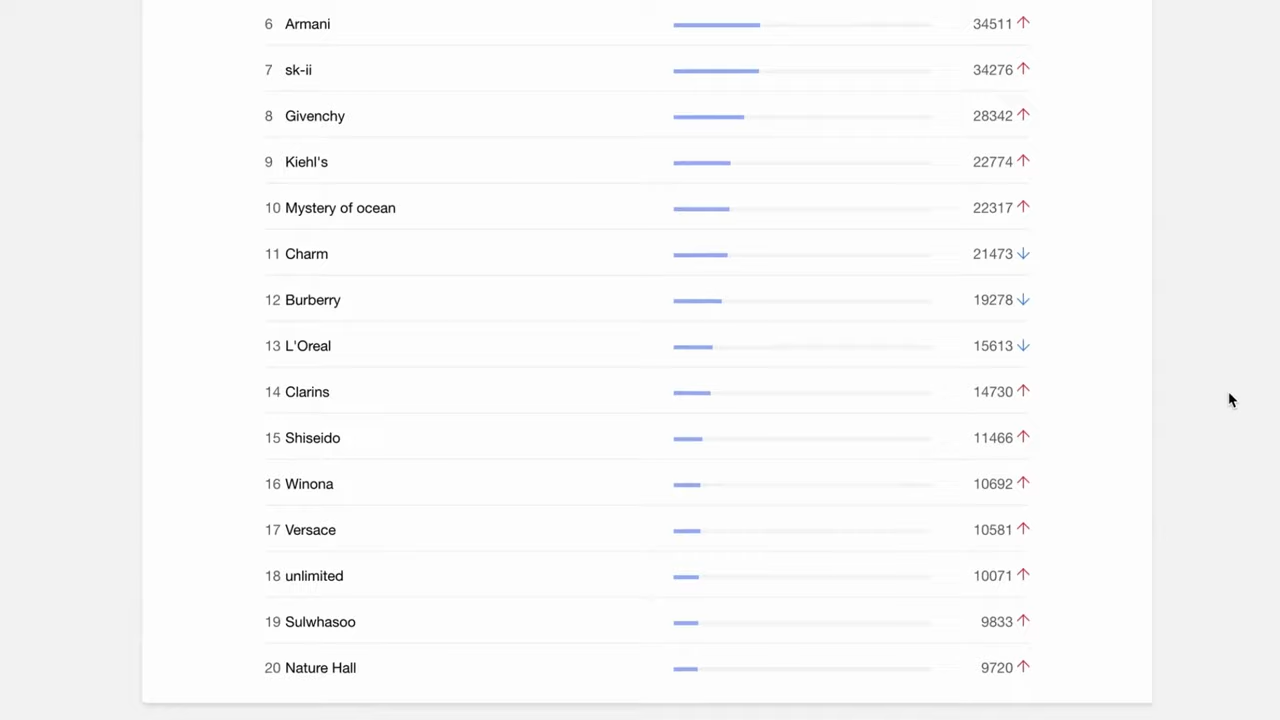 6 Armani 34511
7 sk-ii 34276
8 Givenchy 28342
9 Kiehl's 22774
10 Mystery of ocean 22317
11 Charm 21473
12 Burberry 19278
13 L'Oreal 15613
14 Clarins 14730
15 Shiseido 11466
16 Winona 10692
17 Versace 10581
18 unlimited 10071
19 Sulwhasoo 9833
20 Nature Hall 9720